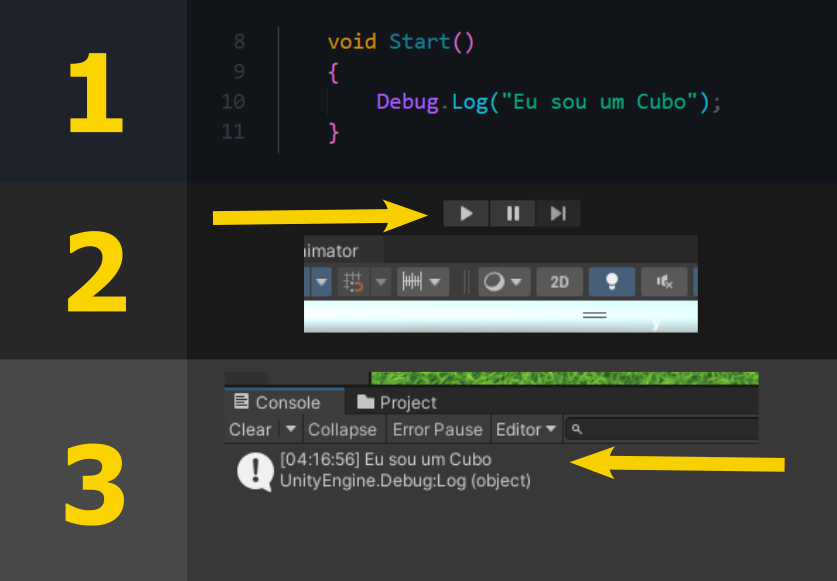 1
8 void Start()
9 {
10 Debug.Log("Eu sou um Cubo");
11 }
2
nimator
2D
y
3
Console Project
Clear Collapse Error Pause Editor
[04:16:56] Eu sou um Cubo
UnityEngine.Debug:Log (object)